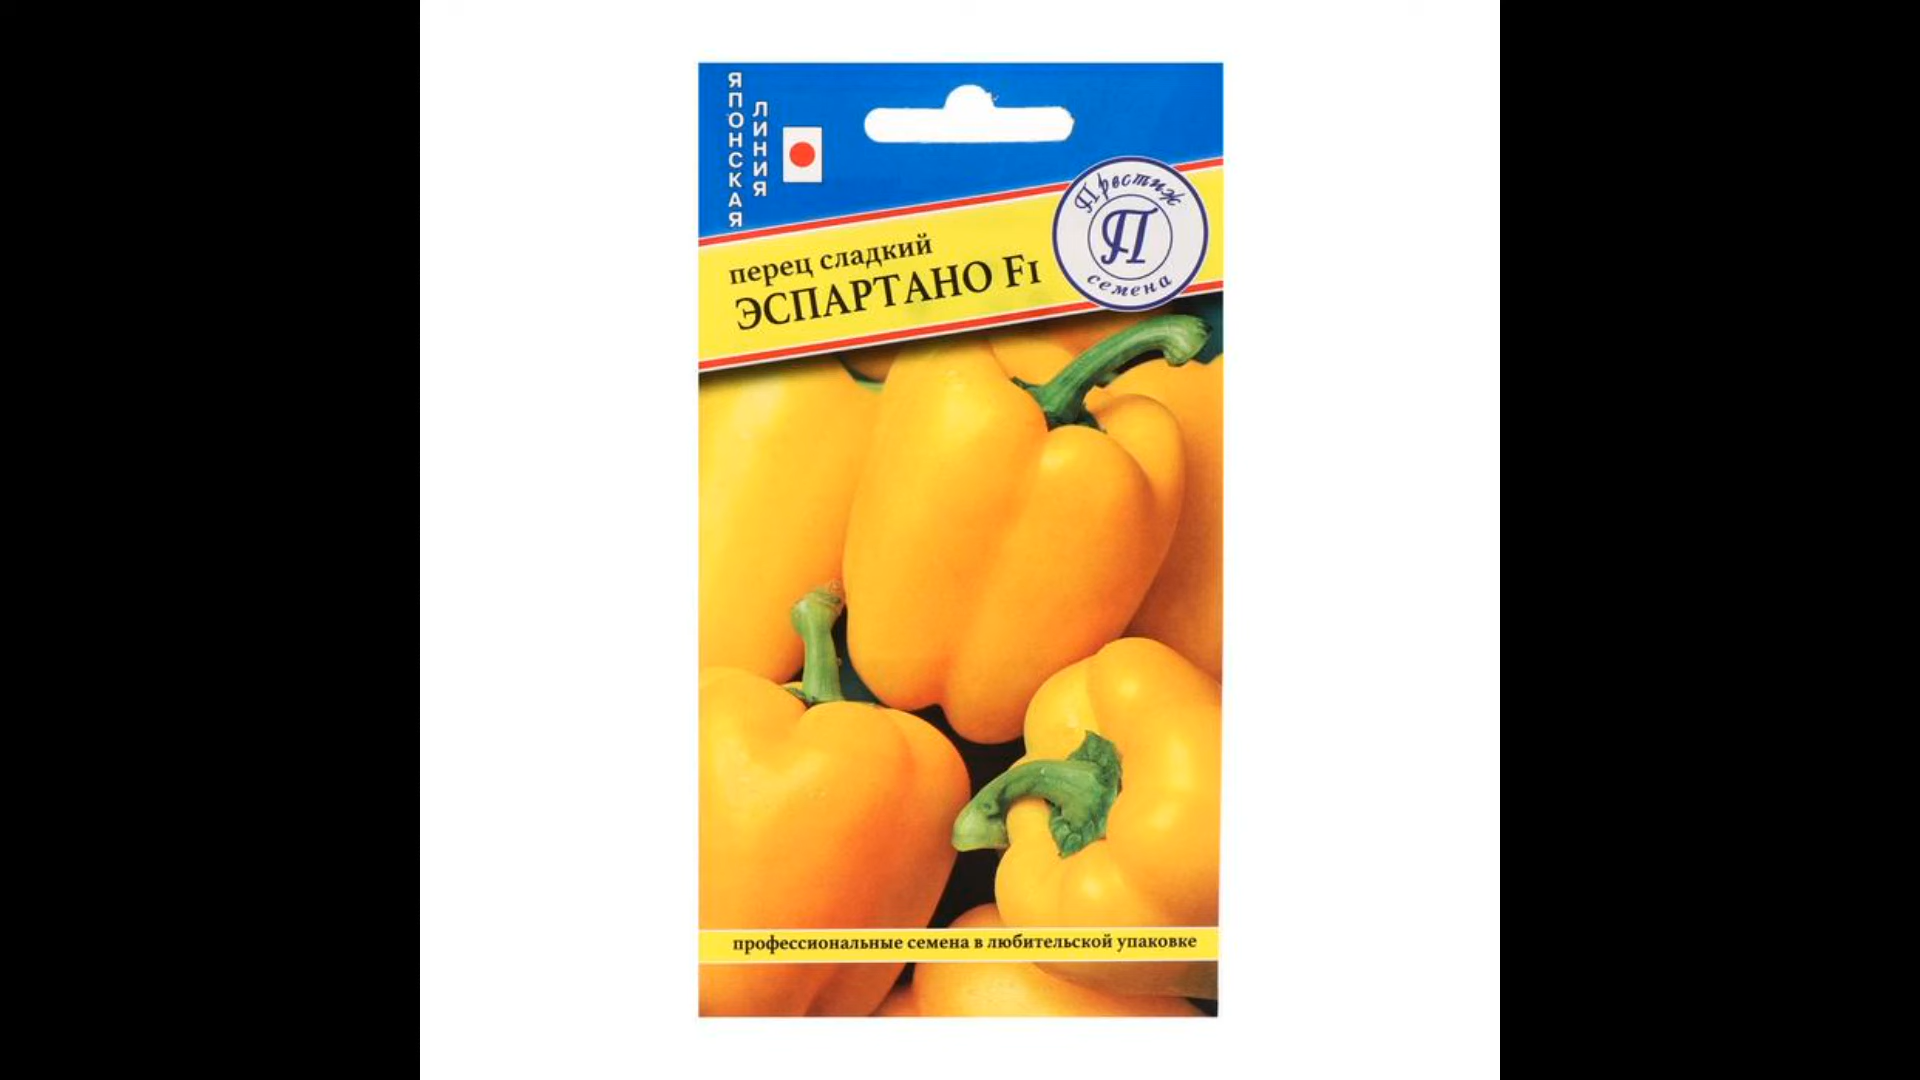 ЯПОНСКАЯ
ЛИНИЯ
перец сладкий
ЭСПАРТАНО F1
Престиж
П
семена
профессиональные семена в любительской упаковке